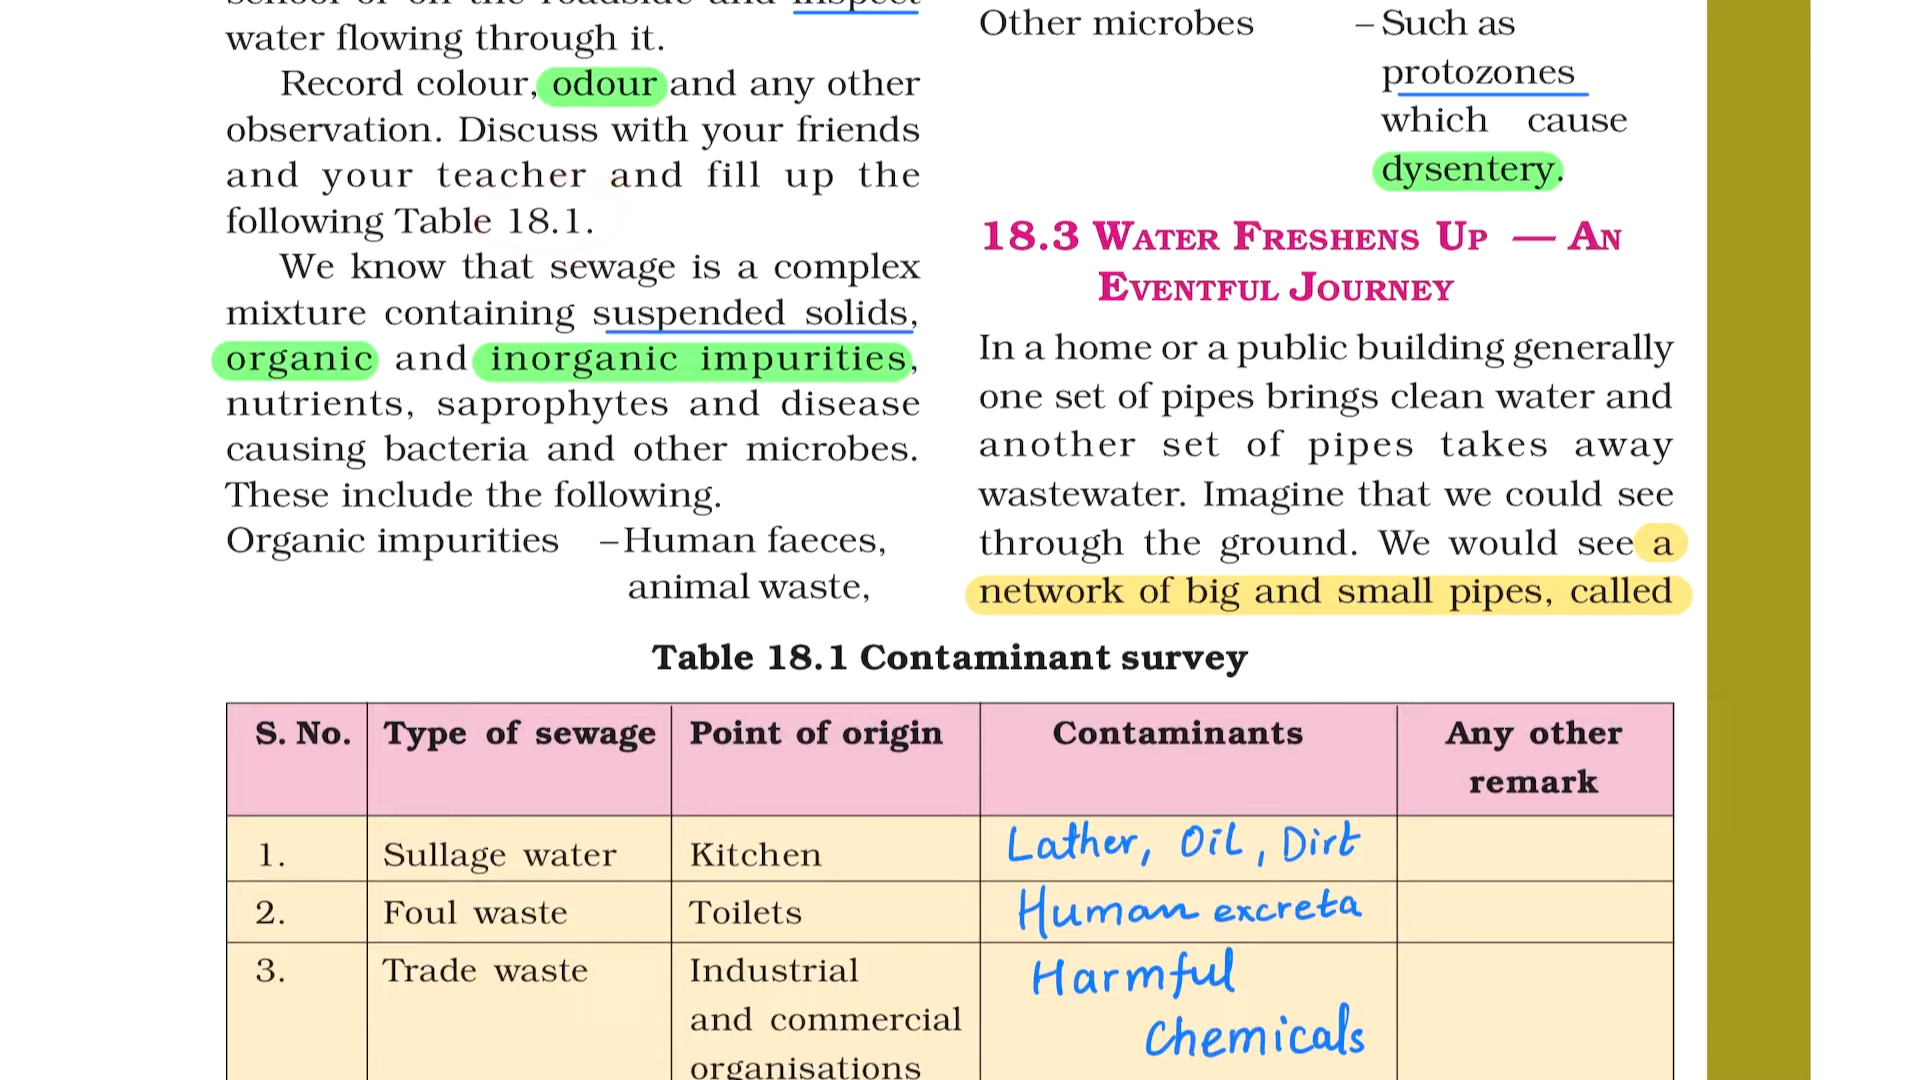 water flowing through it.
Record colour, odour and any other
observation. Discuss with your friends
and your teacher and fill up the
following Table 18.1.
We know that sewage is a complex
mixture containing suspended solids,
organic and inorganic impurities,
nutrients, saprophytes and disease
causing bacteria and other microbes.
These include the following.
Organic impurities – Human faeces,
animal waste,
Other microbes – Such as
protozones
which cause
dysentery.
18.3 WATER FRESHENS UP — AN
EVENTFUL JOURNEY
In a home or a public building generally
one set of pipes brings clean water and
another set of pipes takes away
wastewater. Imagine that we could see
through the ground. We would see a
network of big and small pipes, called
Table 18.1 Contaminant survey
S. No. Type of sewage Point of origin Contaminants Any other
remark
1. Sullage water Kitchen Lather, Oil, Dirt
2. Foul waste Toilets Human excreta
3. Trade waste Industrial Harmful
and commercial Chemicals
organisations